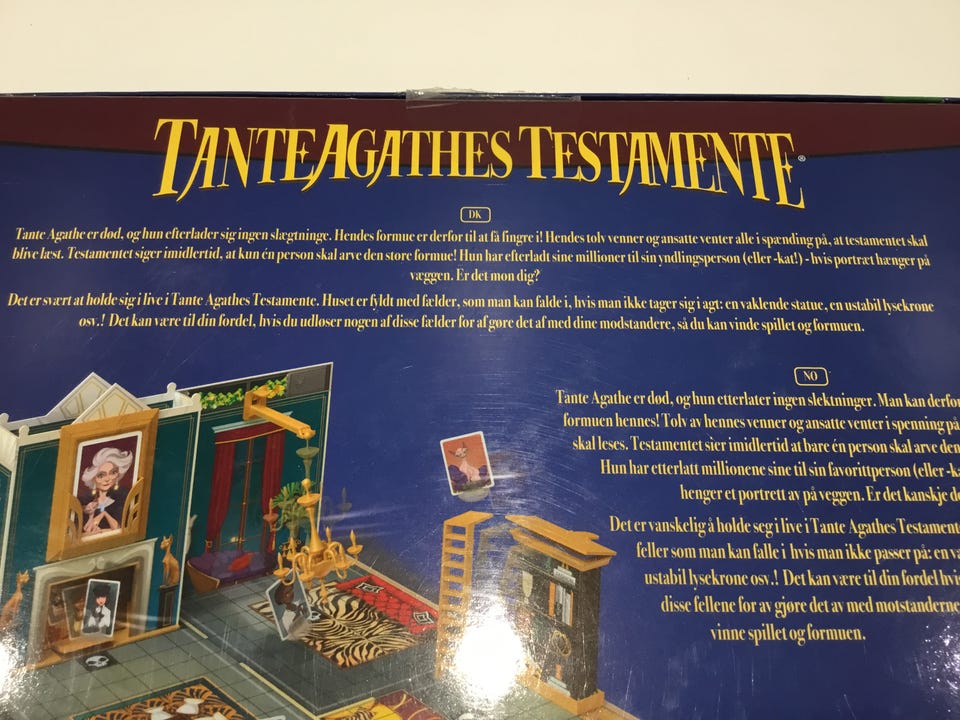 TANTE AGATHES TESTAMENTE®
DK
Tante Agathe er død, og hun efterlader sig ingen slægtninge. Hendes formue er derfor til at få fingre i! Hendes tolv venner og ansatte venter alle i spænding på, at testamentet skal
blive læst. Testamentet siger imidlertid, at kun én person skal arve den store formue! Hun har efterladt sine millioner til sin yndlingsperson (eller -kat!) - hvis portræt hænger på
væggen. Er det mon dig?
Det er svært at holde sig i live i Tante Agathes Testamente. Huset er fyldt med fælder, som man kan falde i, hvis man ikke tager sig i agt: en vaklende statue, en ustabil lysekrone
osv.! Det kan være til din fordel, hvis du udløser nogen af disse fælder for af gøre det af med dine modstandere, så du kan vinde spillet og formuen.
NO
Tante Agathe er død, og hun etterlater ingen slektninger. Man kan derfor
formuen hennes! Tolv av hennes venner og ansatte venter i spenning på
skal leses. Testamentet sier imidlertid at bare én person skal arve den
Hun har etterlatt millionene sine til sin favorittperson (eller -ka
henger et portrett av på veggen. Er det kanskje de
Det er vanskelig å holde seg i live i Tante Agathes Testament
feller som man kan falle i hvis man ikke passer på: en va
ustabil lysekrone osv.! Det kan være til din fordel hvi
disse fellene for av gjøre det av med motstanderne
vinne spillet og formuen.